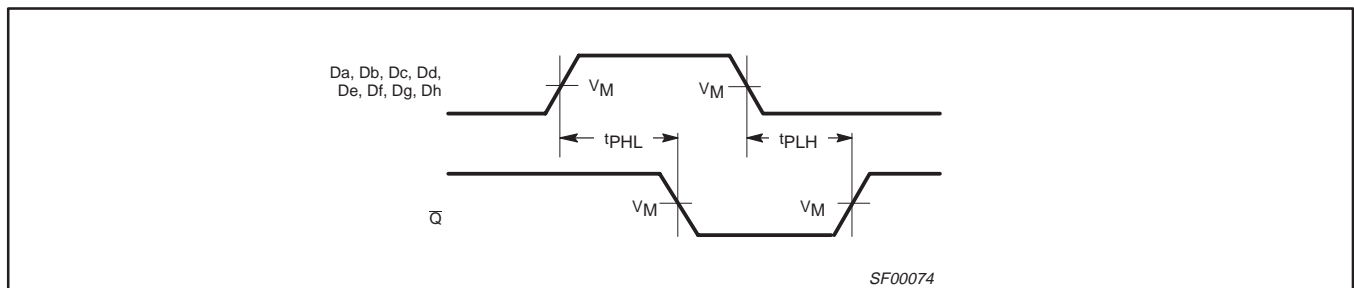 Da, Db, Dc, Dd,
De, Df, Dg, Dh
VM
VM
tPHL
tPLH
VM
VM
Q̅
SF00074